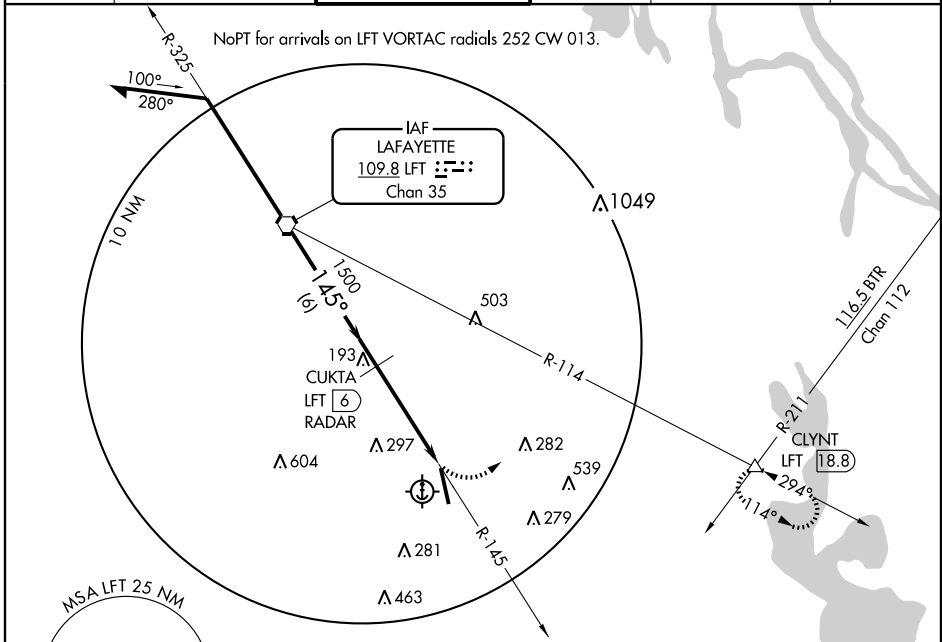 NoPT for arrivals on LFT VORTAC radials 252 CW 013.
R-325
100°
280°
IAF
LAFAYETTE
109.8 LFT
Chan 35
10 NM
1049
1500
145°
(6)
503
116.5 BTR
Chan 112
193
CUKTA
LFT 6
RADAR
R-114
R-211
CLYNT
LFT 18.8
297
282
604
539
294°
114°
279
R-145
281
463
MSA LFT 25 NM